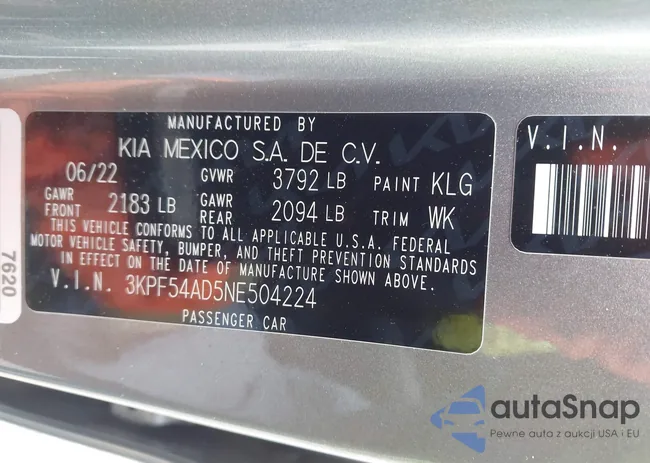 MANUFACTURED BY
KIA MEXICO S.A. DE C.V.
06/22 GVWR 3792 LB PAINT KLG
GAWR FRONT 2183 LB GAWR REAR 2094 LB TRIM WK
THIS VEHICLE CONFORMS TO ALL APPLICABLE U.S.A. FEDERAL
MOTOR VEHICLE SAFETY, BUMPER, AND THEFT PREVENTION STANDARDS
IN EFFECT ON THE DATE OF MANUFACTURE SHOWN ABOVE.
V.I.N. 3KPF54AD5NE504224
PASSENGER CAR
V.I.N.
7620
autaSnap
Pewne auta z aukcji USA i EU